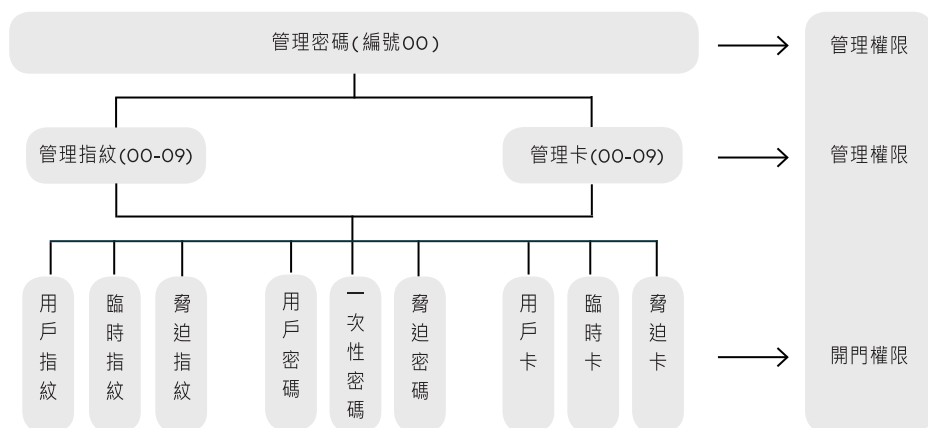 管理密碼(編號00)
管理權限
管理指紋(00-09)
管理卡(00-09)
管理權限
用戶指紋
臨時指紋
脅迫指紋
用戶密碼
一次性密碼
脅迫密碼
用戶卡
臨時卡
脅迫卡
開門權限